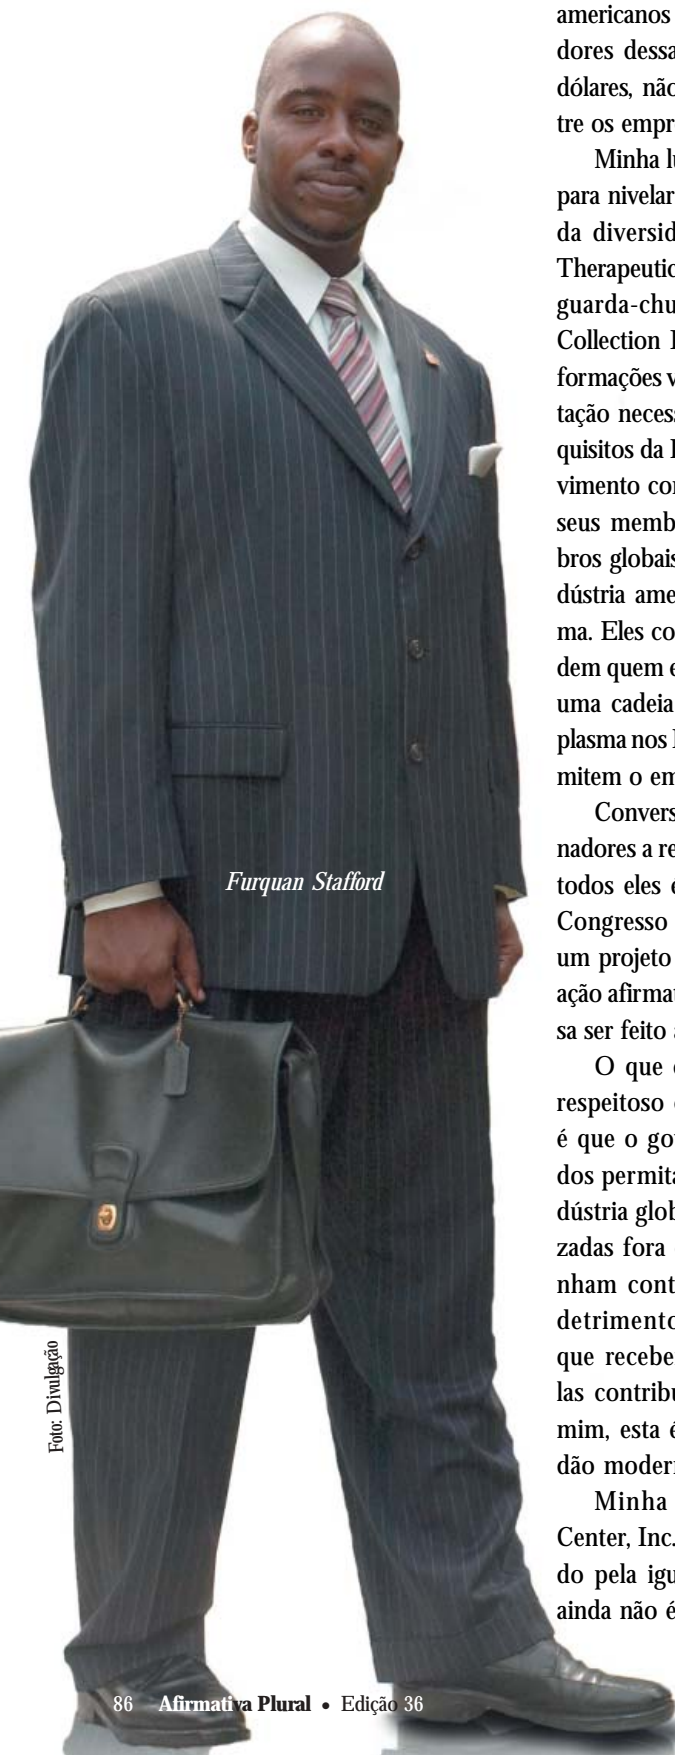 americanos
dores dessa
dólares, não
tre os empr
Minha lu
para nivelar
da diversid
Therapeutic
guarda-chu
Collection
formações v
tação necess
quisitos da
vimento con
seus memb
bros globais
dústria ame
ma. Eles co
dem quem e
uma cadeia
plasma nos
mitem o em
Convers
nadores a re
todos eles é
Congresso
um projeto
ação afirmat
sa ser feito a
O que
respeitoso
é que o gov
dos permita
dústria glob
zadas fora
nham cont
detrimento
que recebe
las contribu
mim, esta é
dão moder
Minha
Center, Inc.
do pela igu
ainda não é
Furquan Stafford
Foto: Divulgação
86 Afirmativa Plural • Edição 36